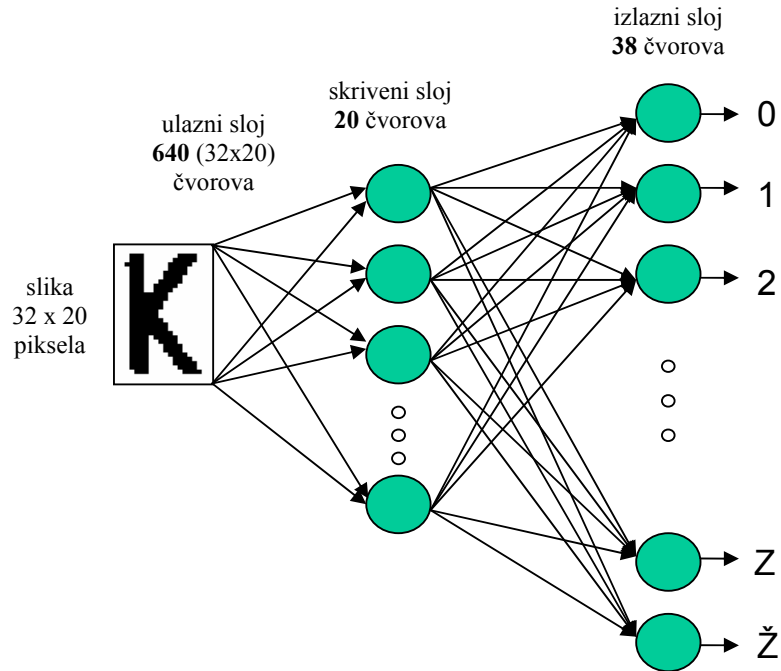 izlazni sloj
38 čvorova
skriveni sloj
20 čvorova
ulazni sloj
640 (32x20)
čvorova
slika
32 x 20
piksela
K
0
1
2
Z
Ž